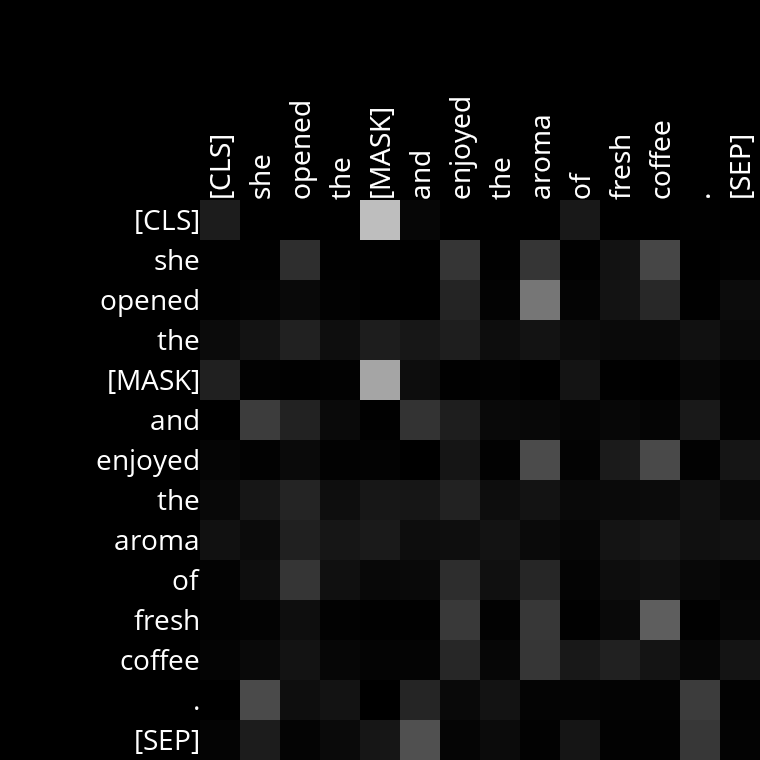 [CLS] she opened the [MASK] and enjoyed the aroma of fresh coffee . [SEP]
[CLS]
she
opened
the
[MASK]
and
enjoyed
the
aroma
of
fresh
coffee
.
[SEP]